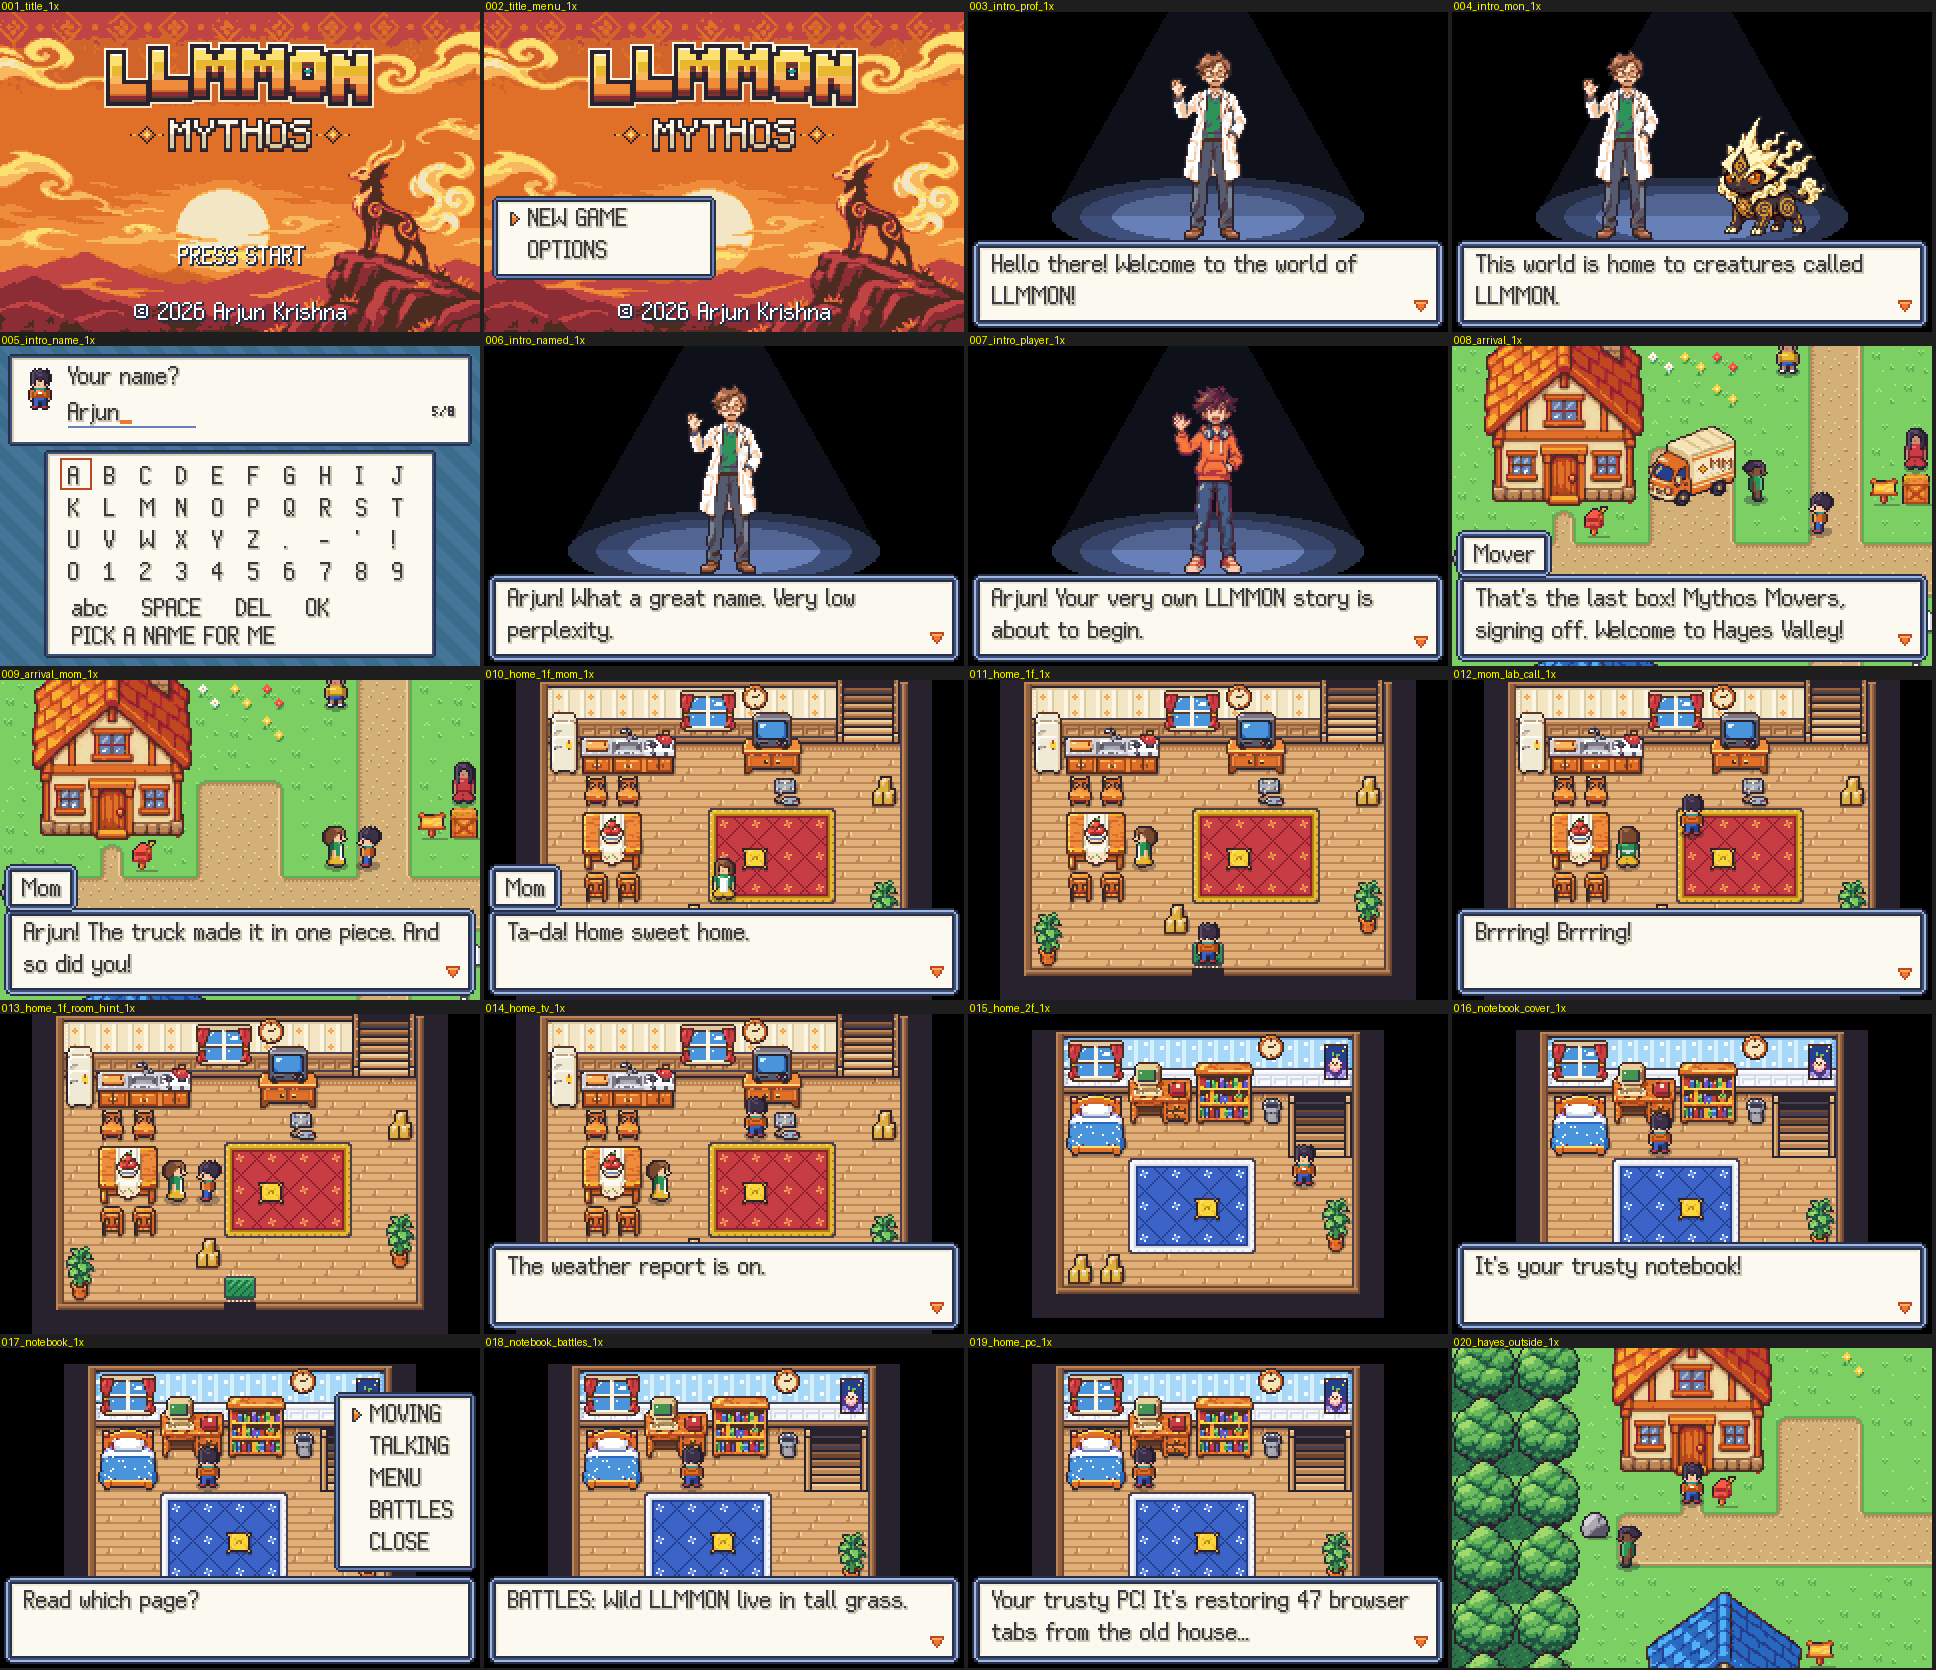 001_title_1x
LLMMON
MYTHOS
PRESS START
© 2026 Arjun Krishna
002_title_menu_1x
LLMMON
MYTHOS
NEW GAME
OPTIONS
© 2026 Arjun Krishna
003_intro_prof_1x
Hello there! Welcome to the world of
LLMMON!
004_intro_mon_1x
This world is home to creatures called
LLMMON.
005_intro_name_1x
Your name?
Arjun_
5/8
A B C D E F G H I J
K L M N O P Q R S T
U V W X Y Z . - ' !
0 1 2 3 4 5 6 7 8 9
abc SPACE DEL OK
PICK A NAME FOR ME
006_intro_named_1x
Arjun! What a great name. Very low
perplexity.
007_intro_player_1x
Arjun! Your very own LLMMON story is
about to begin.
008_arrival_1x
MM
Mover
That's the last box! Mythos Movers,
signing off. Welcome to Hayes Valley!
009_arrival_mom_1x
Mom
Arjun! The truck made it in one piece. And
so did you!
010_home_1f_mom_1x
Mom
Ta-da! Home sweet home.
011_home_1f_1x
012_mom_lab_call_1x
Brrring! Brrring!
013_home_1f_room_hint_1x
014_home_tv_1x
The weather report is on.
015_home_2f_1x
016_notebook_cover_1x
It's your trusty notebook!
017_notebook_1x
MOVING
TALKING
MENU
BATTLES
CLOSE
Read which page?
018_notebook_battles_1x
BATTLES: Wild LLMMON live in tall grass.
019_home_pc_1x
Your trusty PC! It's restoring 47 browser
tabs from the old house...
020_hayes_outside_1x